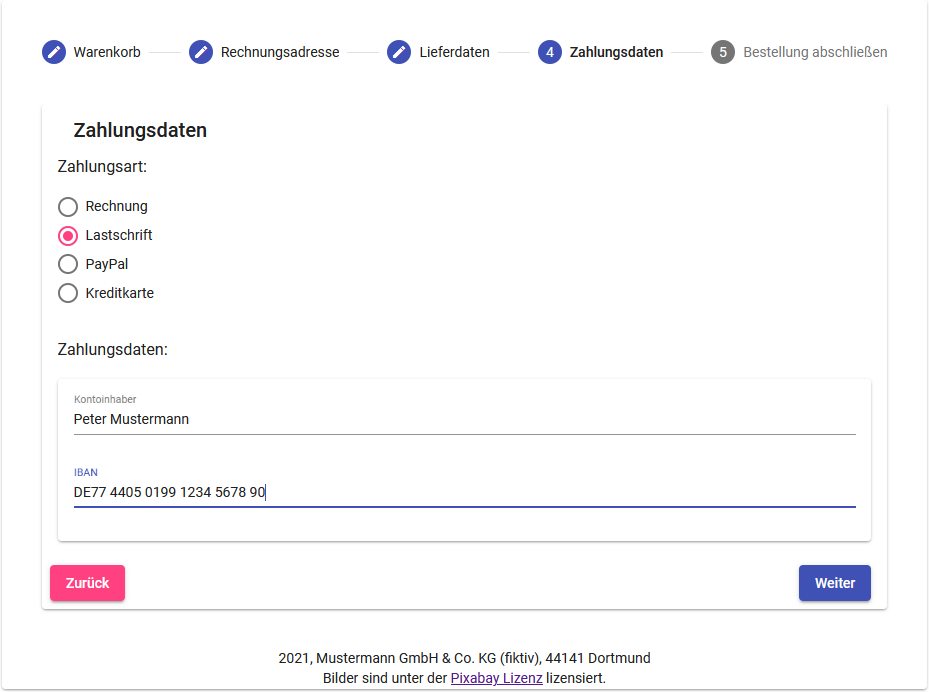 Warenkorb Rechnungsadresse Lieferdaten 4 Zahlungsdaten 5 Bestellung abschließen
Zahlungsdaten
Zahlungsart:
Rechnung
Lastschrift
PayPal
Kreditkarte
Zahlungsdaten:
Kontoinhaber
Peter Mustermann
IBAN
DE77 4405 0199 1234 5678 90
Zurück Weiter
2021, Mustermann GmbH & Co. KG (fiktiv), 44141 Dortmund
Bilder sind unter der Pixabay Lizenz lizensiert.